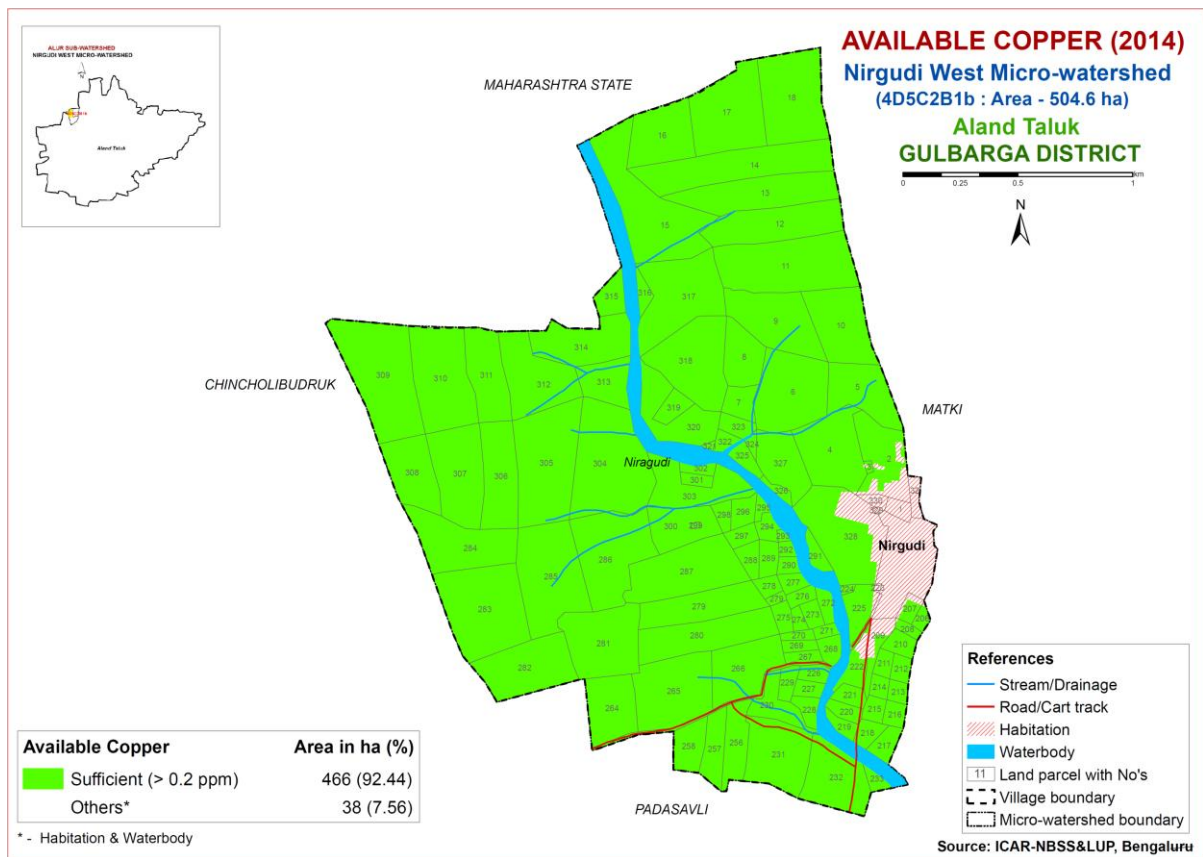 ALUR SUB-WATERSHED
NIRGUDI WEST MICRO-WATERSHED
Aland Taluk
AVAILABLE COPPER (2014)
Nirgudi West Micro-watershed
(4D5C2B1b : Area - 504.6 ha)
Aland Taluk
GULBARGA DISTRICT
km
0 0.25 0.5 1
N
MAHARASHTRA STATE
18
17
16
14
13
15 12
11
315 316 317
9 10
314
318 8
309 310 311 312 313
CHINCHOLIBUDRUK
6 5
7
319
MATKI
320 323
322 324
325
4 2
308 307 306 305 304
Niragudi
302 327
301
303 326
330
1
298 296 295
300
294
297 293
328
Nirgudi
284
292 291
288 289 290
285 286 287
278 277
224 223
276 272
283 279 225
207
275 274 273
208
280 271
270
210
281 269 268
267
282 266 222 211 212
226
265 229 227 221 214 213
264 230 228 220 215 216
219 218
258 257 256 231 217
232 233
PADASAVLI
Available Copper Area in ha (%)
Sufficient (> 0.2 ppm) 466 (92.44)
Others* 38 (7.56)
* - Habitation & Waterbody
References
Stream/Drainage
Road/Cart track
Habitation
Waterbody
11 Land parcel with No's
Village boundary
Micro-watershed boundary
Source: ICAR-NBSS&LUP, Bengaluru